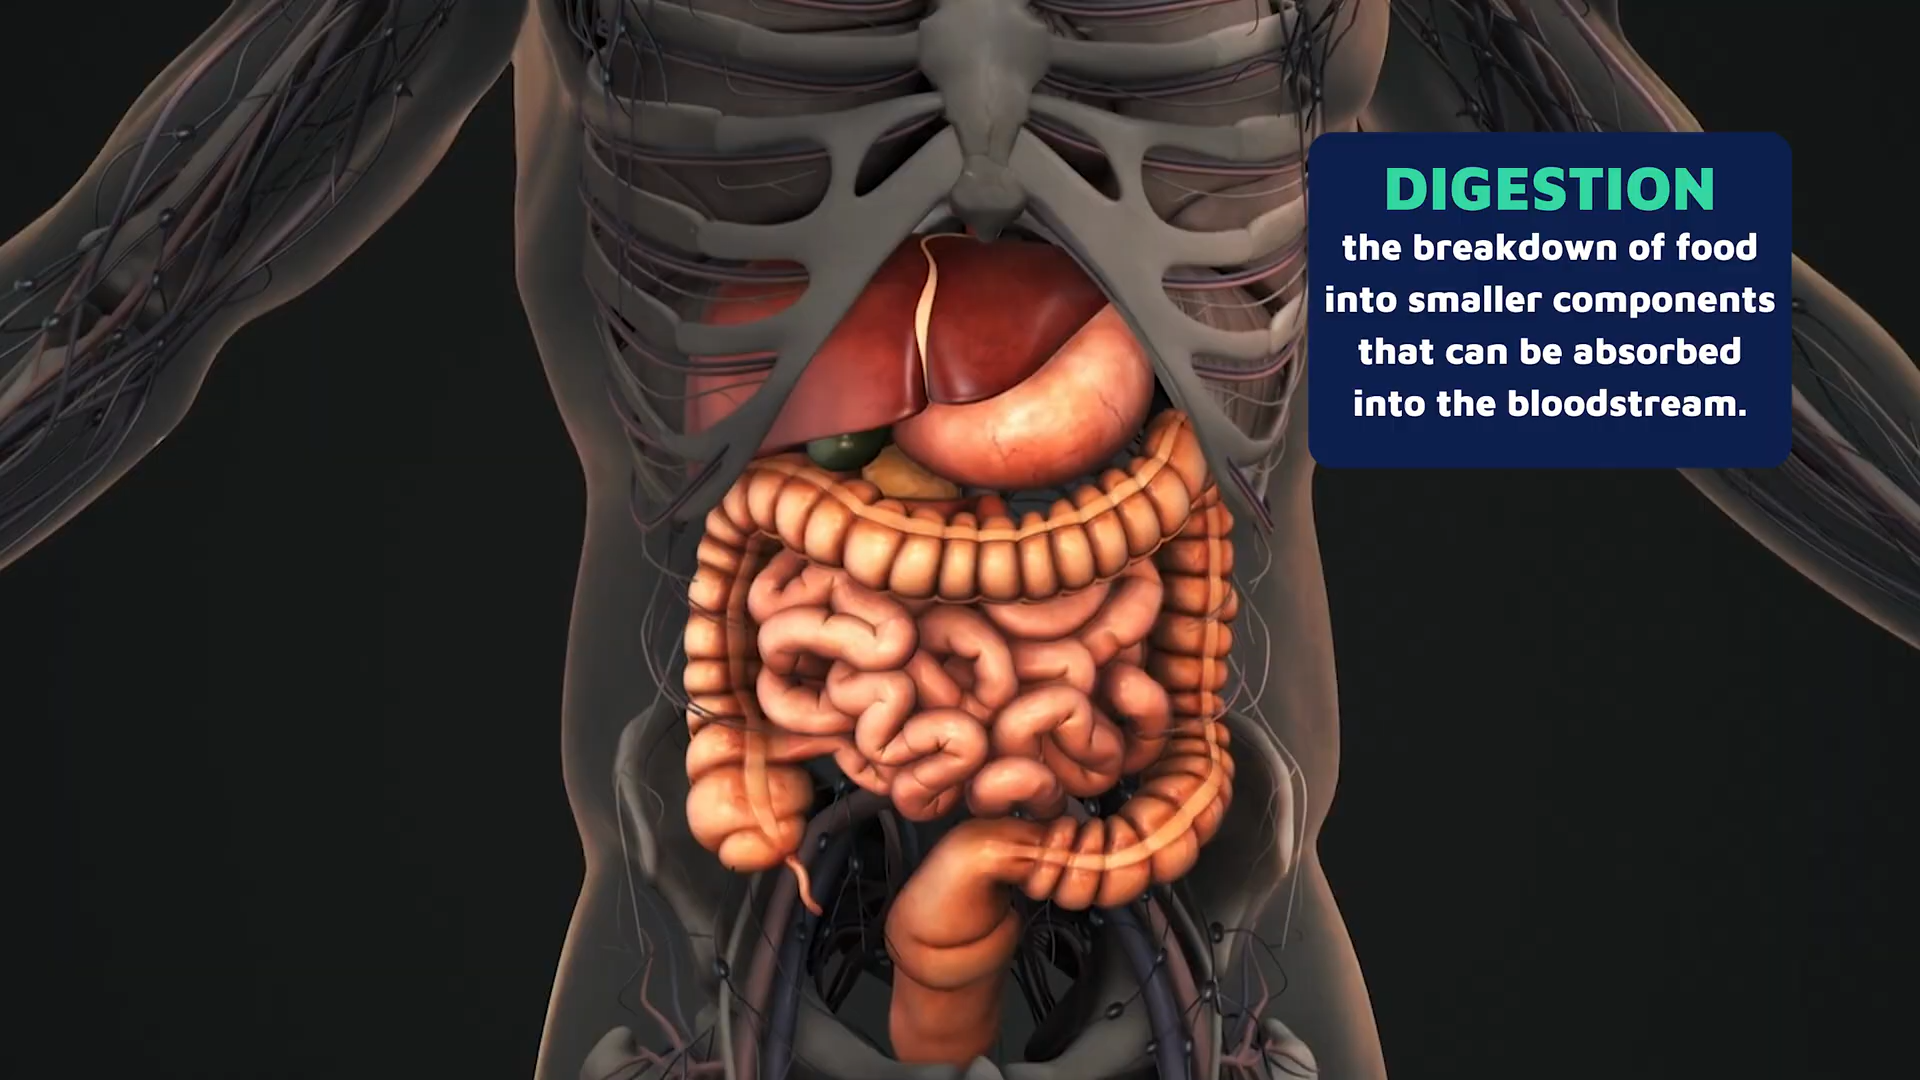 DIGESTION
the breakdown of food
into smaller components
that can be absorbed
into the bloodstream.